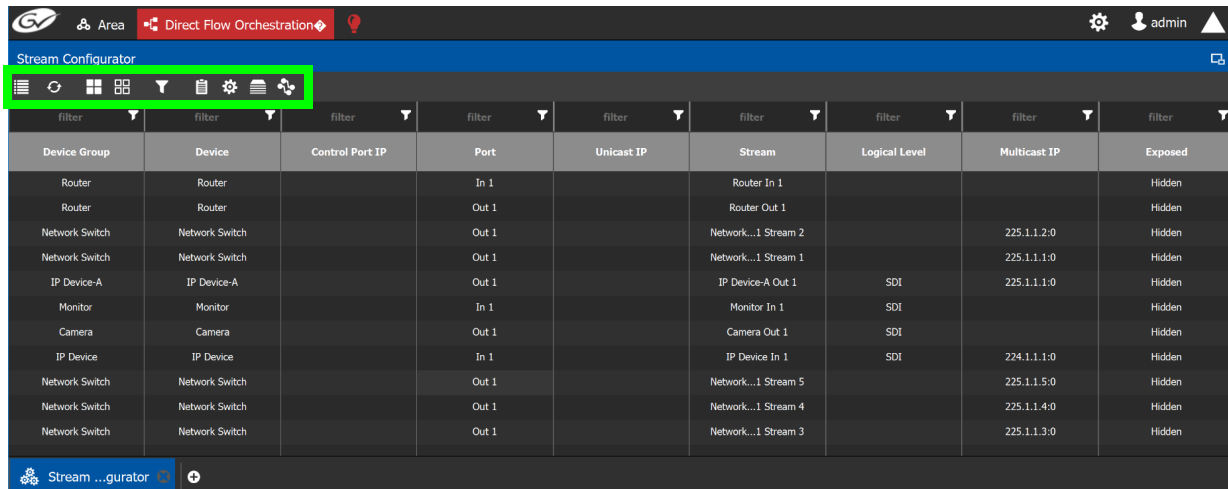 GV Area Direct Flow Orchestration� admin
Stream Configurator
filter filter filter filter filter filter filter filter filter
Device Group Device Control Port IP Port Unicast IP Stream Logical Level Multicast IP Exposed
Router Router In 1 Router In 1 Hidden
Router Router Out 1 Router Out 1 Hidden
Network Switch Network Switch Out 1 Network...1 Stream 2 225.1.1.2:0 Hidden
Network Switch Network Switch Out 1 Network...1 Stream 1 225.1.1.1:0 Hidden
IP Device-A IP Device-A Out 1 IP Device-A Out 1 SDI 225.1.1.1:0 Hidden
Monitor Monitor In 1 Monitor In 1 SDI Hidden
Camera Camera Out 1 Camera Out 1 SDI Hidden
IP Device IP Device In 1 IP Device In 1 SDI 224.1.1.1:0 Hidden
Network Switch Network Switch Out 1 Network...1 Stream 5 225.1.1.5:0 Hidden
Network Switch Network Switch Out 1 Network...1 Stream 4 225.1.1.4:0 Hidden
Network Switch Network Switch Out 1 Network...1 Stream 3 225.1.1.3:0 Hidden
Stream ...gurator